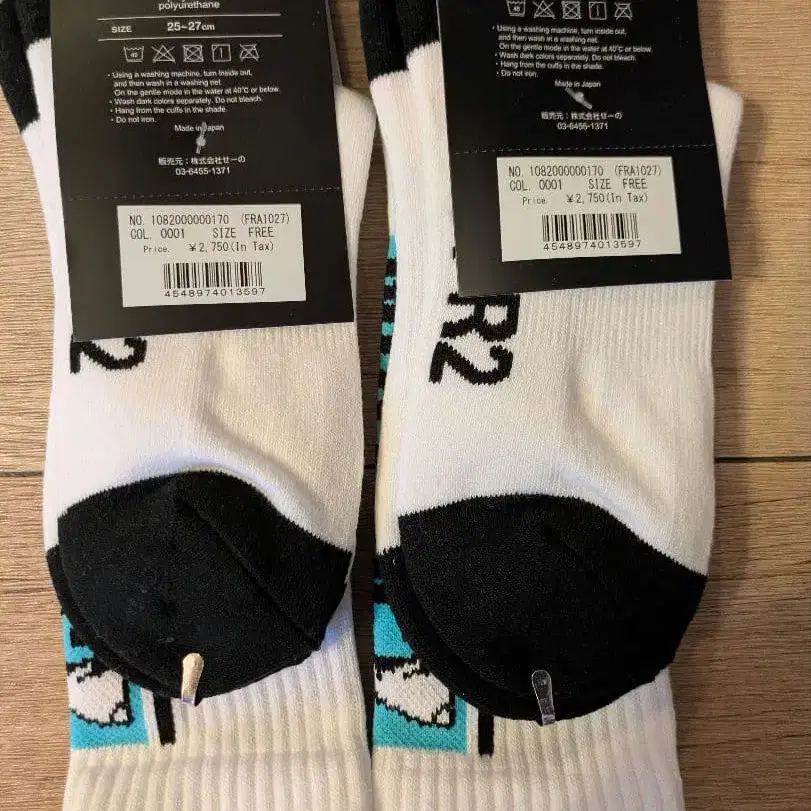 polyurethane
SIZE 25~27cm
40
・Using a washing machine, turn inside out,
and then wash in a washing net.
On the gentle mode in the water at 40℃ or below.
・Wash dark colors separately. Do not bleach.
・Hang from the cuffs in the shade.
・Do not iron.
Made in Japan
販売元：株式会社せーの
03-6455-1371
NO. 1082000000170 (FRA1027)
COL. 0001 SIZE FREE
Price. ￥2,750(In Tax)
4548974013597
R2
40
・Using a washing machine, turn inside out,
and then wash in a washing net.
On the gentle mode in the water at 40℃ or below.
・Wash dark colors separately. Do not bleach.
・Hang from the cuffs in the shade.
・Do not iron.
Made in Japan
販売元：株式会社せーの
03-6455-1371
NO. 1082000000170 (FRA1027)
COL. 0001 SIZE FREE
Price. ￥2,750(In Tax)
4548974013597
R2